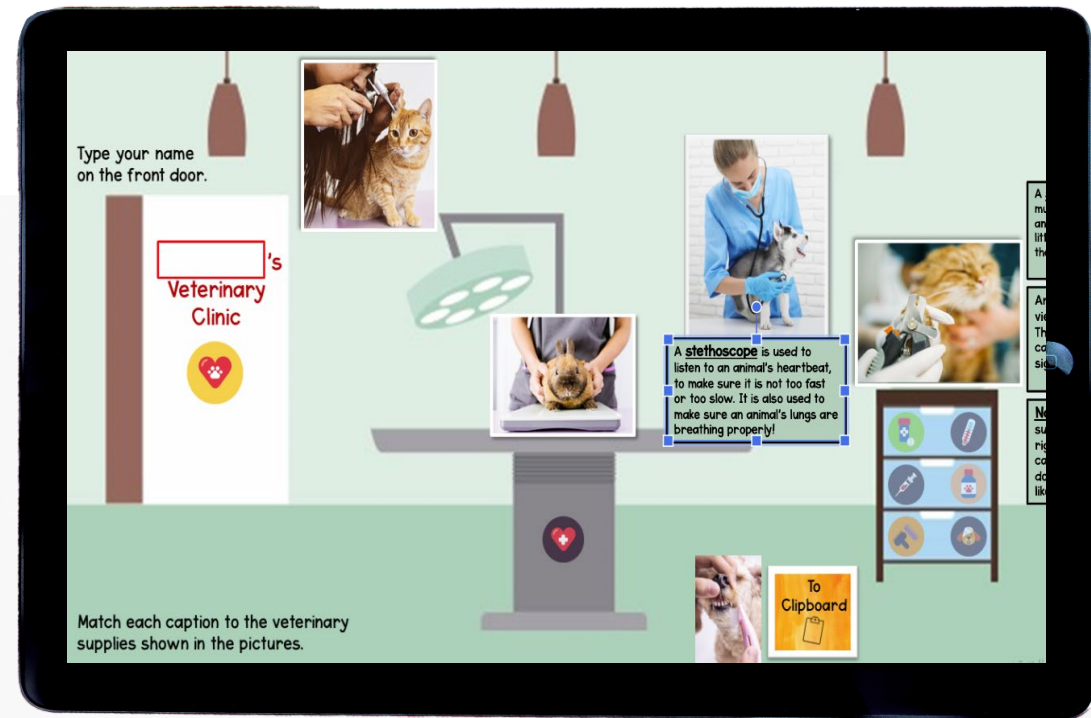 Type your name
on the front door.
's
Veterinary
Clinic
A stethoscope is used to
listen to an animal's heartbeat,
to make sure it is not too fast
or too slow. It is also used to
make sure an animal's lungs are
breathing properly!
A
the
To
Clipboard
Match each caption to the veterinary
supplies shown in the pictures.